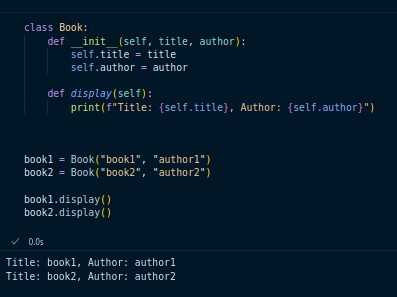 class Book:
    def __init__(self, title, author):
        self.title = title
        self.author = author
    def display(self):
        print(f"Title: {self.title}, Author: {self.author}")
book1 = Book("book1", "author1")
book2 = Book("book2", "author2")
book1.display()
book2.display()
0.0s
Title: book1, Author: author1
Title: book2, Author: author2